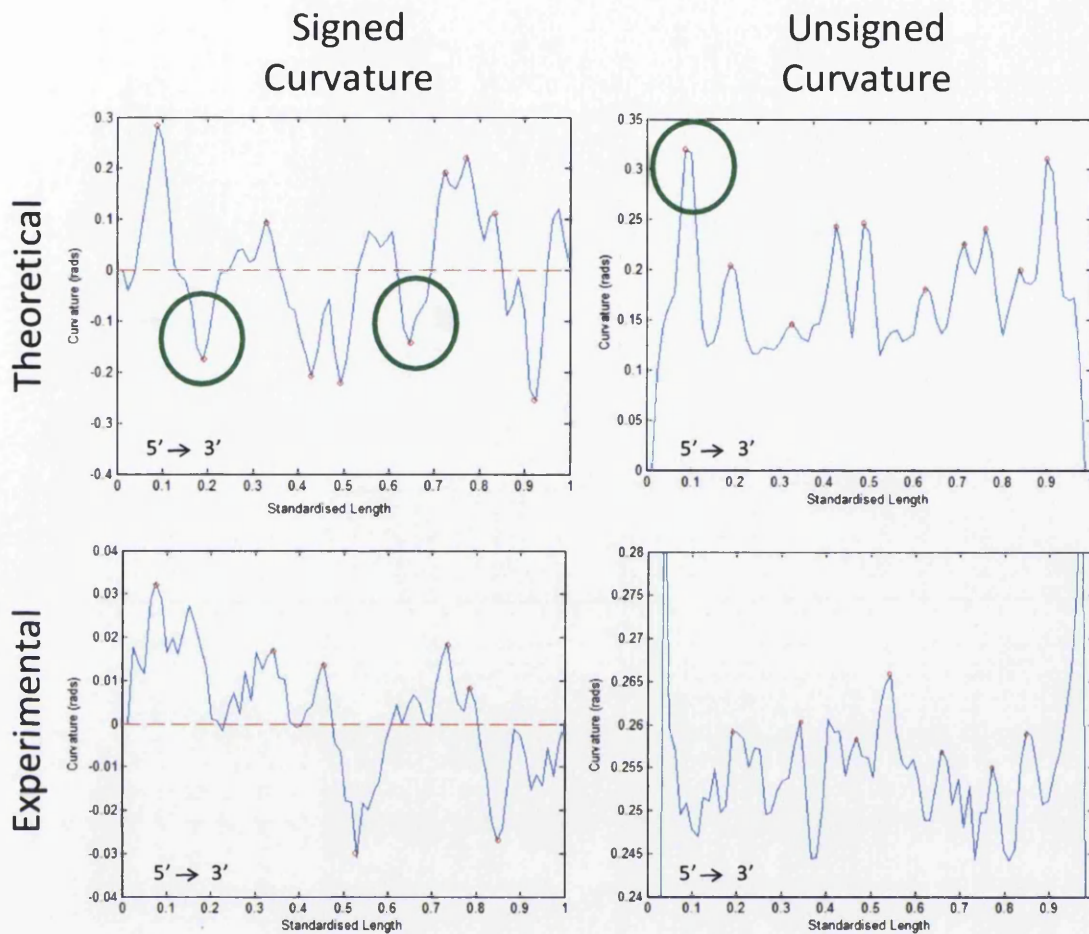 Signed
Curvature
Unsigned
Curvature
Theoretical
Experimental
0.3
0.2
0.1
0
-0.1
-0.2
-0.3
-0.4
Curvature (rads)
5' → 3'
0 0.1 0.2 0.3 0.4 0.5 0.6 0.7 0.8 0.9 1
Standardised Length
0.35
0.3
0.25
0.2
0.15
0.1
0.05
0
Curvature (rads)
5' → 3'
0 0.1 0.2 0.3 0.4 0.5 0.6 0.7 0.8 0.9
Standardised Length
0.04
0.03
0.02
0.01
0
-0.01
-0.02
-0.03
-0.04
Curvature (rads)
5' → 3'
0 0.1 0.2 0.3 0.4 0.5 0.6 0.7 0.8 0.9 1
Standardised Length
0.28
0.275
0.27
0.265
0.26
0.255
0.25
0.245
0.24
Curvature (rads)
5' → 3'
0 0.1 0.2 0.3 0.4 0.5 0.6 0.7 0.8 0.9
Standardised Length